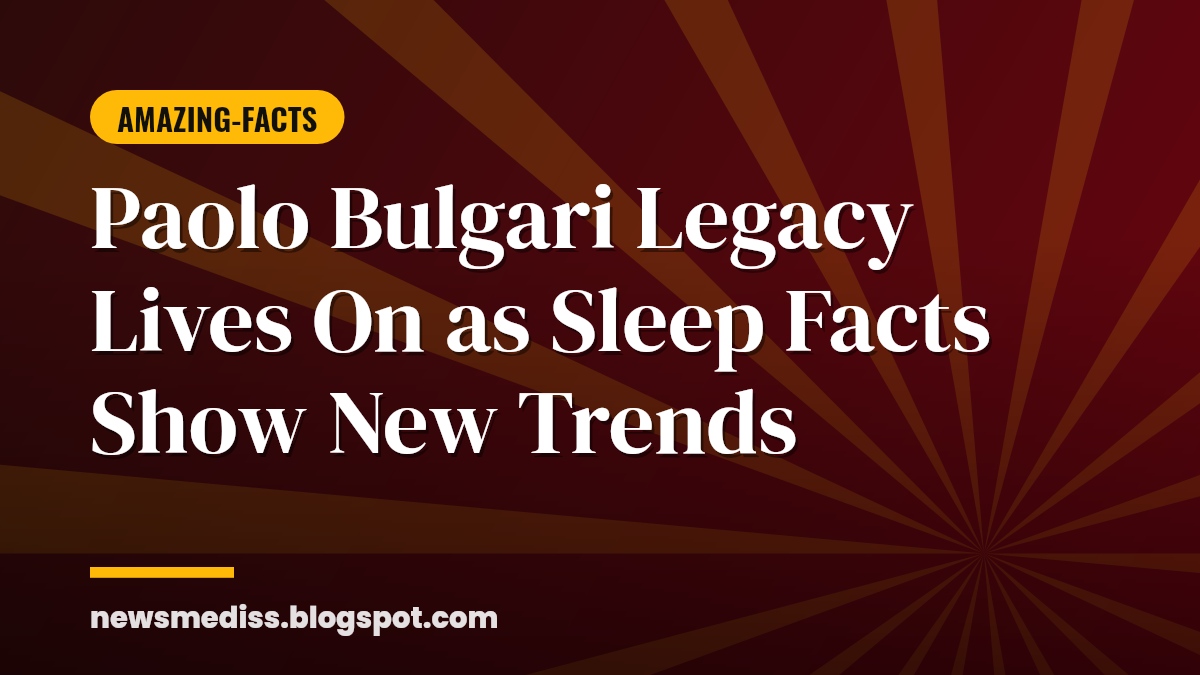 AMAZING-FACTS
Paolo Bulgari Legacy
Lives On as Sleep Facts
Show New Trends
newsmediss.blogspot.com